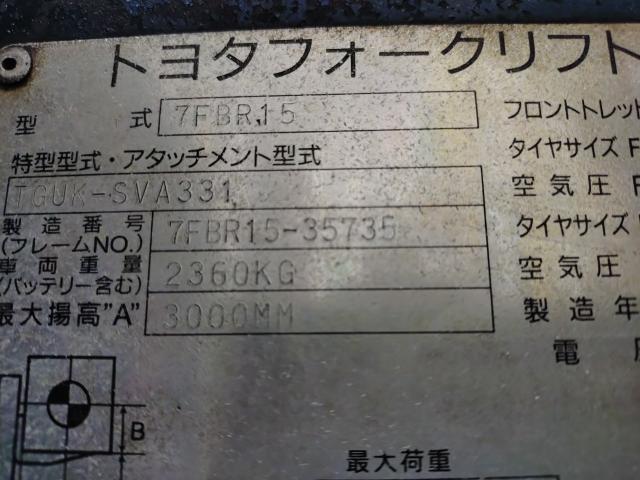 トヨタフォークリフト
型 式 7FBR15
特型型式・アタッチメント型式
TGUK-SVA331
製造番号
(フレームNO.) 7FBR15-35735
車両重量
(バッテリー含む) 2360KG
最大揚高"A" 3000MM
フロントトレッド
タイヤサイズ F
空気圧 F
タイヤサイズ
空気圧
製造年
電
B
最大荷重